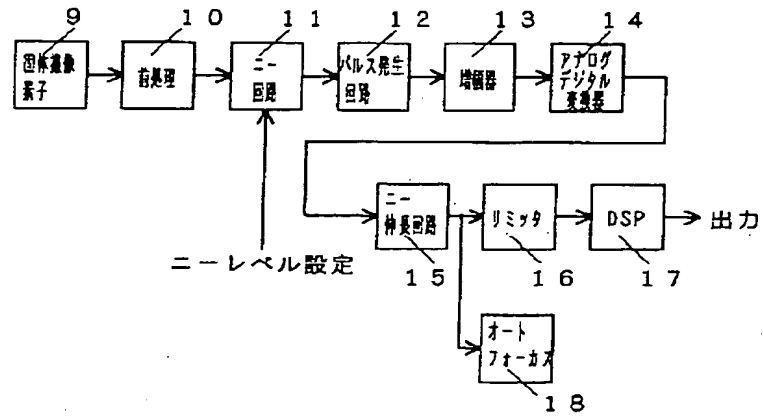 9
10
11
12
13
14
固体撮像
素子
前処理
ニー
回路
パルス発生
回路
増幅器
アナログ
デジタル
変換器
ニー
伸長回路
リミッタ
DSP
出力
ニーレベル設定
15
16
17
オート
フォーカス
18